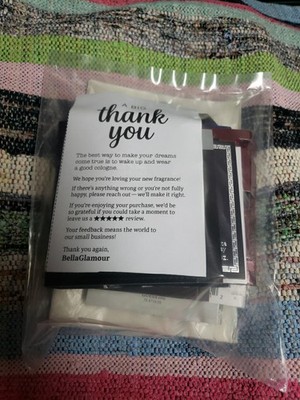 A BIG
thank
you
The best way to make your dreams
come true is to wake up and wear
a good cologne.
We hope you're loving your new fragrance!
If there's anything wrong or you're not fully
happy, please reach out — we'll make it right.
If you're enjoying your purchase, we'd be
so grateful if you could take a moment to
leave us a ★★★★★ review.
Your feedback means the world to
our small business!
Thank you again,
BellaGlamour